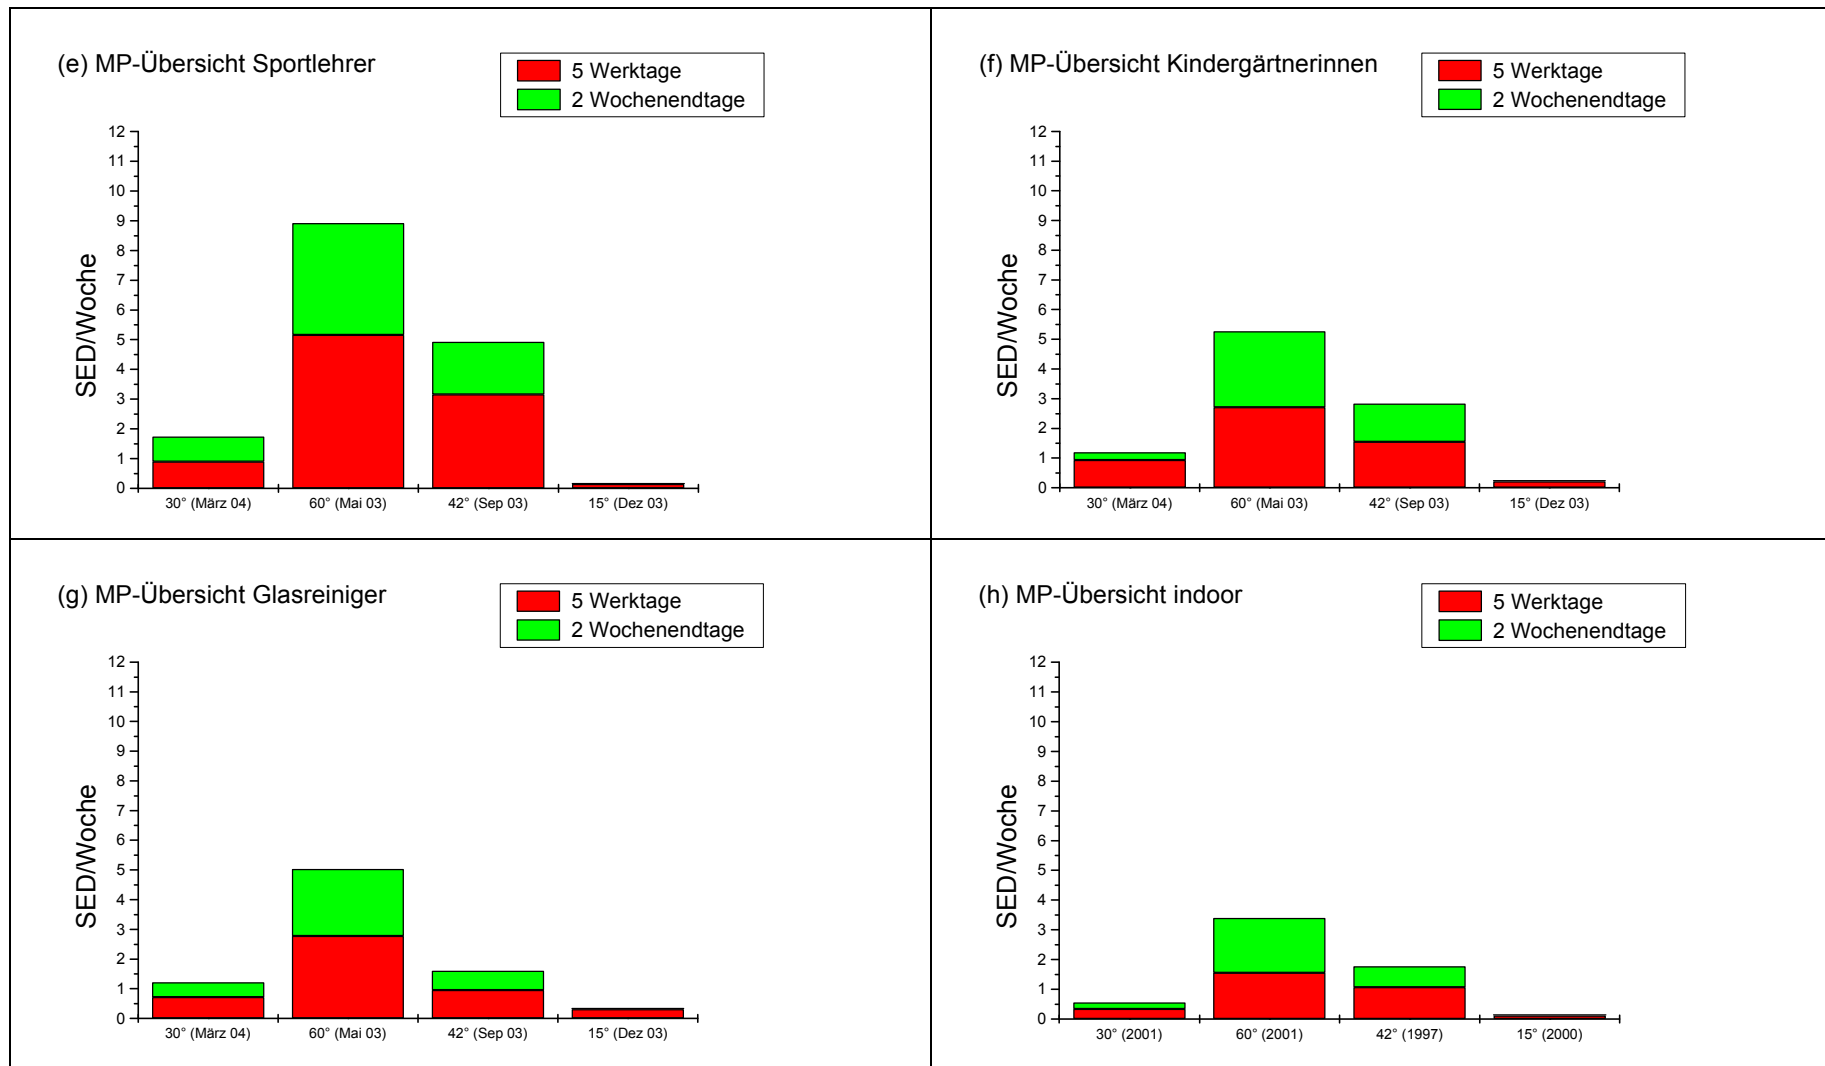 (e) MP-Übersicht Sportlehrer
5 Werktage
2 Wochenendtage
12
11
10
9
8
7
6
5
4
3
2
1
0
SED/Woche
30° (März 04) 60° (Mai 03) 42° (Sep 03) 15° (Dez 03)
(f) MP-Übersicht Kindergärtnerinnen
5 Werktage
2 Wochenendtage
12
11
10
9
8
7
6
5
4
3
2
1
0
SED/Woche
30° (März 04) 60° (Mai 03) 42° (Sep 03) 15° (Dez 03)
(g) MP-Übersicht Glasreiniger
5 Werktage
2 Wochenendtage
12
11
10
9
8
7
6
5
4
3
2
1
0
SED/Woche
30° (März 04) 60° (Mai 03) 42° (Sep 03) 15° (Dez 03)
(h) MP-Übersicht indoor
5 Werktage
2 Wochenendtage
12
11
10
9
8
7
6
5
4
3
2
1
0
SED/Woche
30° (2001) 60° (2001) 42° (1997) 15° (2000)